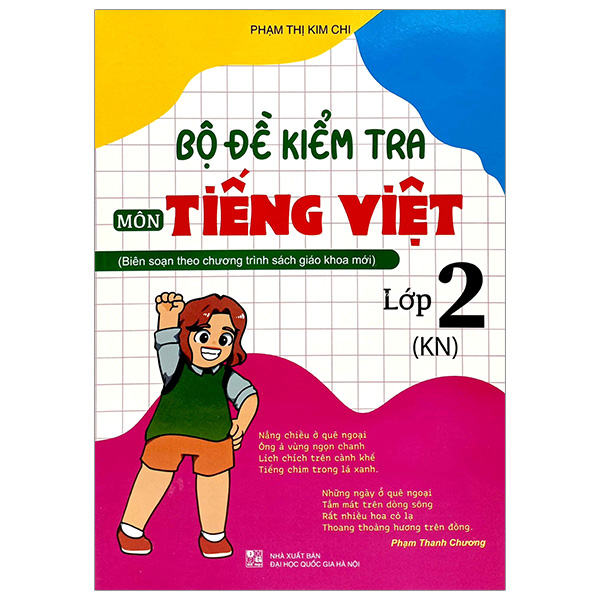 PHẠM THỊ KIM CHI
BỘ ĐỀ KIỂM TRA
MÔN TIẾNG VIỆT
(Biên soạn theo chương trình sách giáo khoa mới)
Lớp 2
(KN)
Nắng chiều ở quê ngoại
Óng ả vùng ngọn chanh
Lích chích trên cành khế
Tiếng chim trong lá xanh.
Những ngày ở quê ngoại
Tắm mát trên dòng sông
Rất nhiều hoa cỏ lạ
Thoang thoảng hương trên đồng.
Phạm Thanh Chương
NHÀ XUẤT BẢN
ĐẠI HỌC QUỐC GIA HÀ NỘI